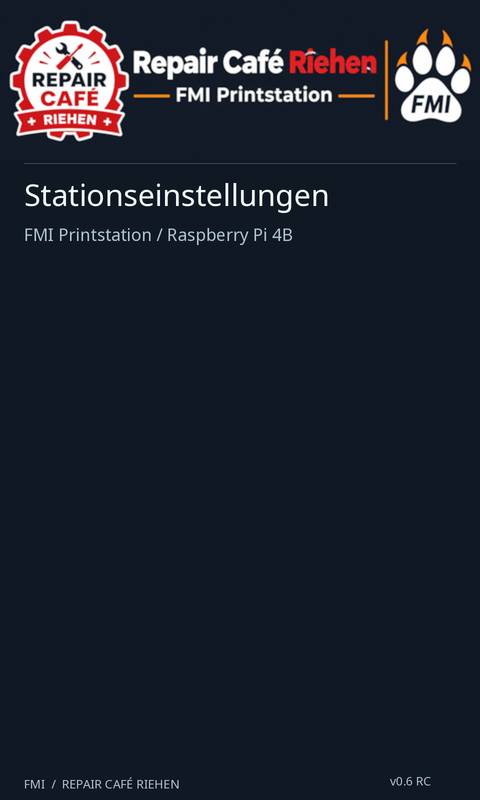 REPAIR
CAFÉ
RIEHEN
Repair Café Riehen
FMI Printstation
FMI
Stationseinstellungen
FMI Printstation / Raspberry Pi 4B
FMI / REPAIR CAFÉ RIEHEN
v0.6 RC